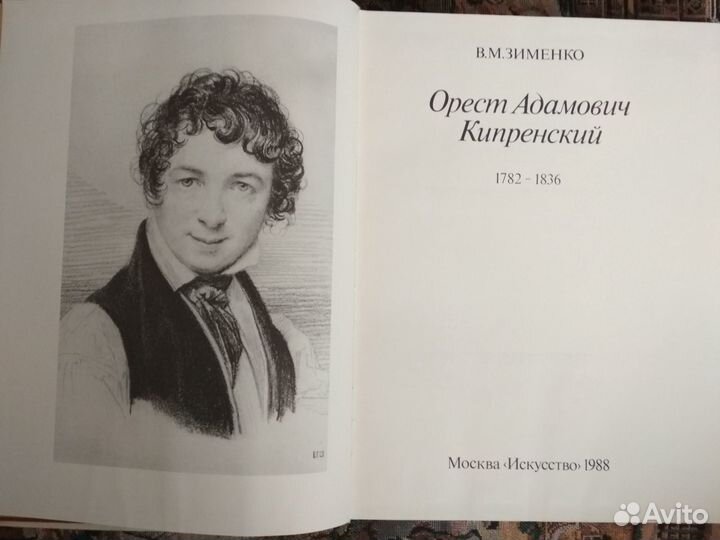 В.М.ЗИМЕНКО
Орест Адамович
Кипренский
1782 - 1836
Москва ‹Искусство› 1988
Avito